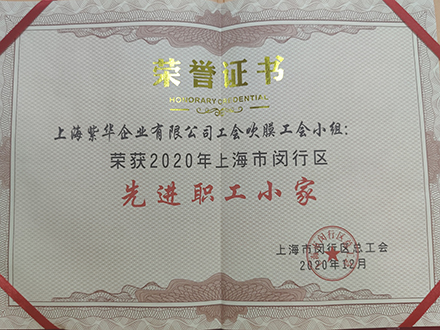 荣誉证书
HONORARY CREDENTIAL
上海紫华企业有限公司工会吹膜工会小组：
荣获2020年上海市闵行区
先进职工小家
上海市闵行区总工会
2020年12月